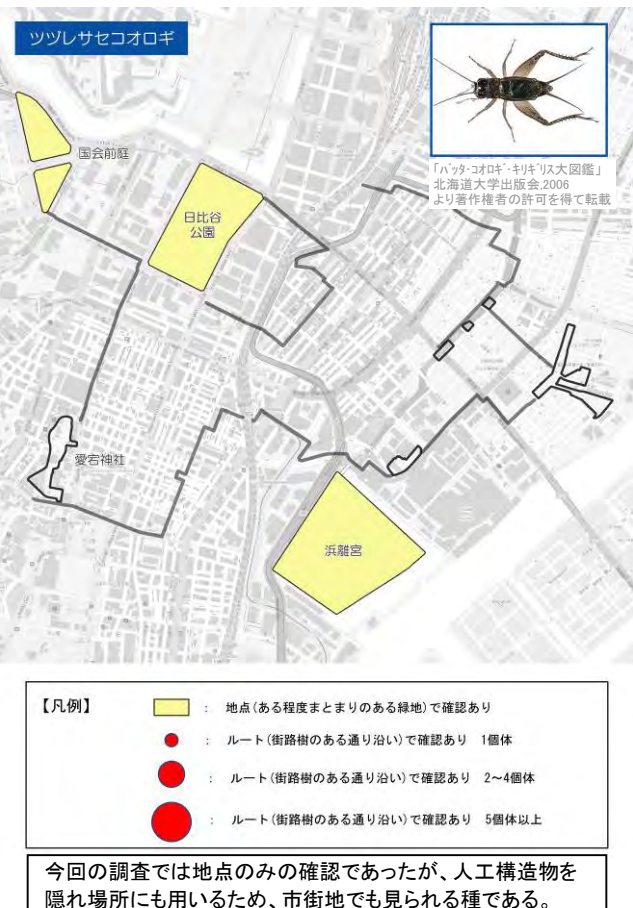 ツヅレサセコオロギ
「バッタ・コオロギ・キリギリス大図鑑」
北海道大学出版会,2006
より著作権者の許可を得て転載
国会前庭
日比谷
公園
愛宕神社
浜離宮
【凡例】
： 地点(ある程度まとまりのある緑地)で確認あり
： ルート(街路樹のある通り沿い)で確認あり 1個体
： ルート(街路樹のある通り沿い)で確認あり 2～4個体
： ルート(街路樹のある通り沿い)で確認あり 5個体以上
今回の調査では地点のみの確認であったが、人工構造物を
隠れ場所にも用いるため、市街地でも見られる種である。